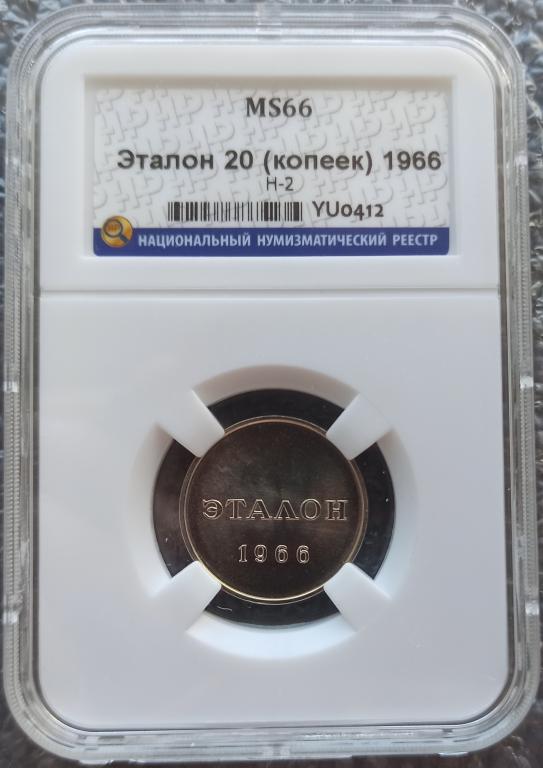 MS66
Эталон 20 (копеек) 1966
Н-2
YU0412
НАЦИОНАЛЬНЫЙ НУМИЗМАТИЧЕСКИЙ РЕЕСТР
ЭТАЛОН
1966